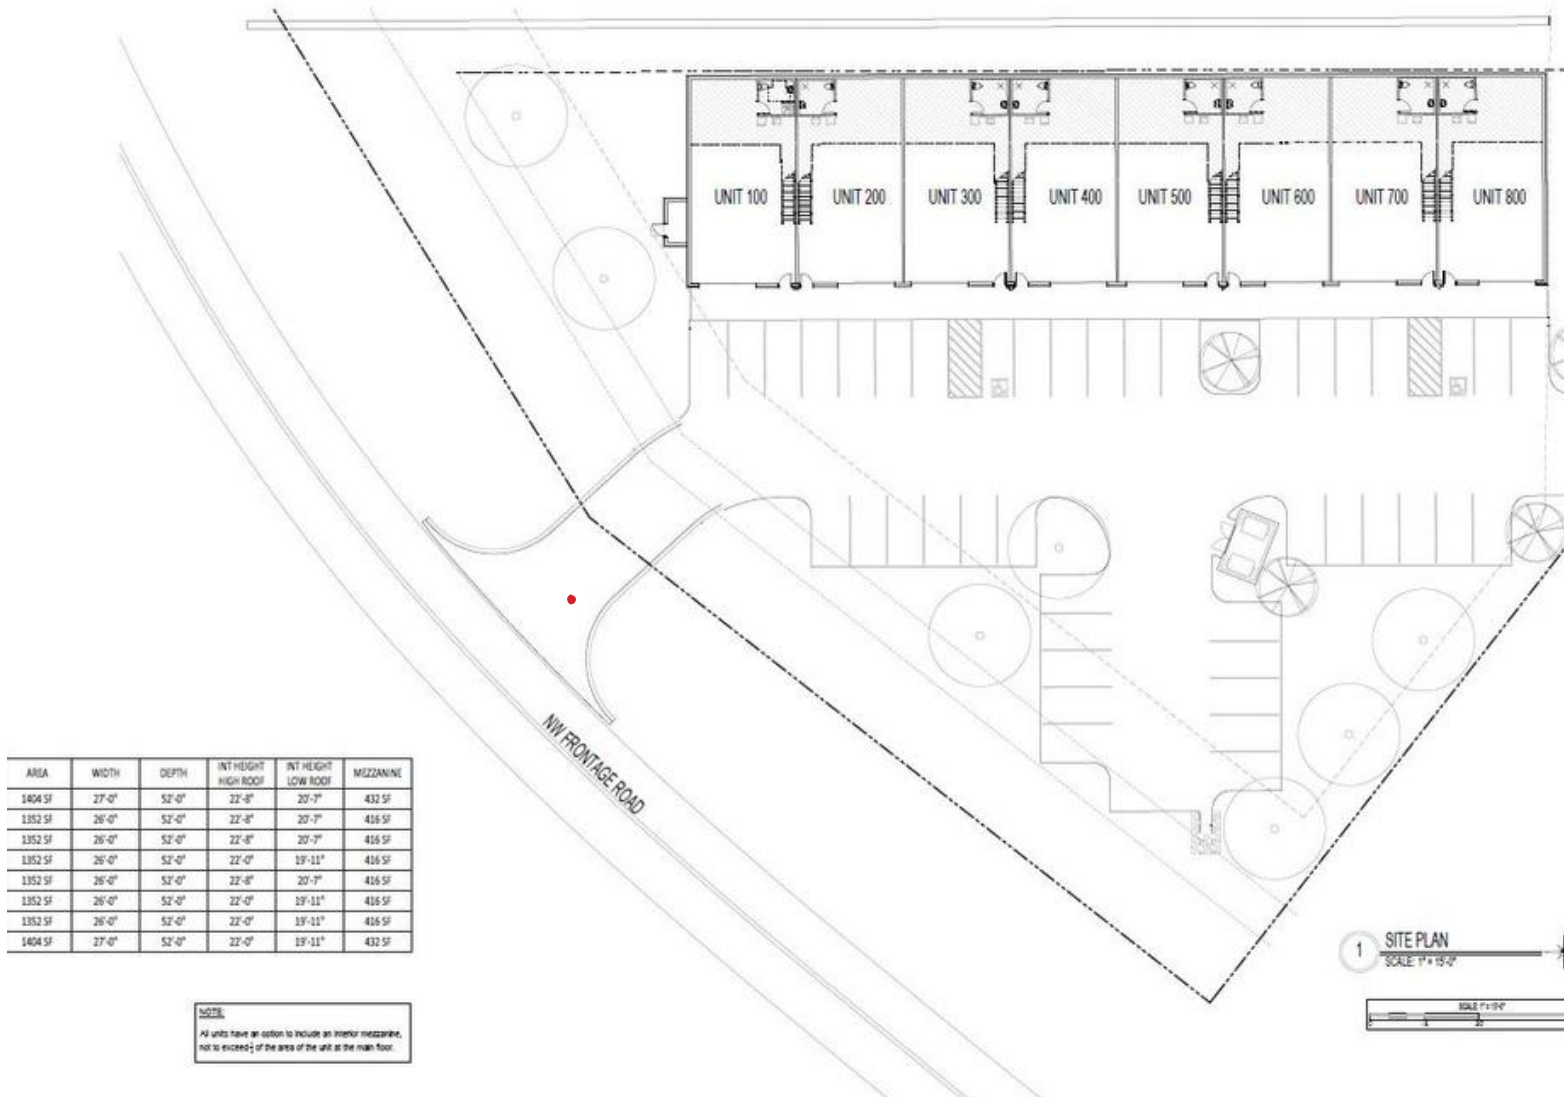 UNIT 100 UNIT 200 UNIT 300 UNIT 400 UNIT 500 UNIT 600 UNIT 700 UNIT 800
NW FRONTAGE ROAD
AREA WIDTH DEPTH INT HEIGHT HIGH ROOF INT HEIGHT LOW ROOF MEZZANINE
1404 SF 27'-0" 52'-0" 22'-8" 20'-7" 432 SF
1352 SF 26'-0" 52'-0" 22'-8" 20'-7" 416 SF
1352 SF 26'-0" 52'-0" 22'-8" 20'-7" 416 SF
1352 SF 26'-0" 52'-0" 22'-0" 19'-11" 416 SF
1352 SF 26'-0" 52'-0" 22'-8" 20'-7" 416 SF
1352 SF 26'-0" 52'-0" 22'-0" 19'-11" 416 SF
1352 SF 26'-0" 52'-0" 22'-0" 19'-11" 416 SF
1404 SF 27'-0" 52'-0" 22'-0" 19'-11" 432 SF
1 SITE PLAN
SCALE: 1" = 15'-0"
NOTE:
All units have an option to include an interior mezzanine,
not to exceed of the area of the unit at the main floor.